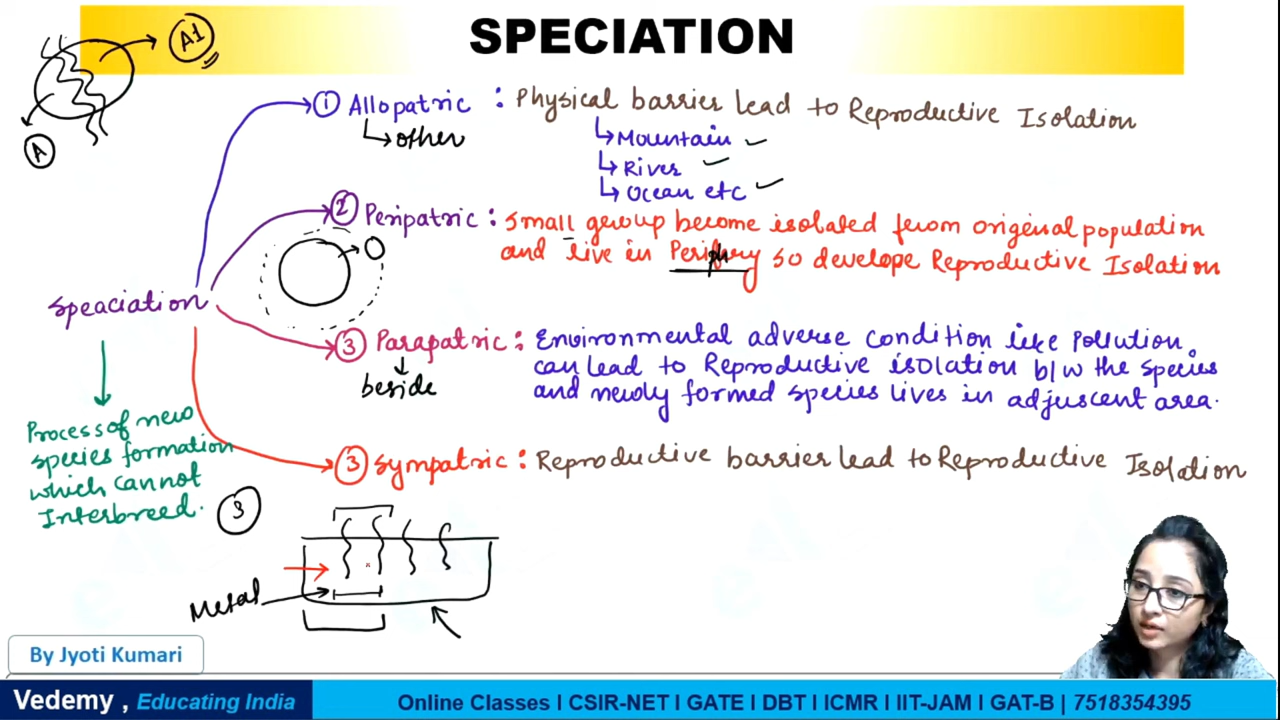 SPECIATION
A1
A
① Allopatric : Physical barrier lead to Reproductive Isolation
↳ other
↳ Mountain ✓
↳ River ✓
↳ Ocean etc ✓
② Peripatric : Small group become isolated from original population
and live in Periphry so develope Reproductive Isolation
Speaciation
③ Parapatric : Environmental adverse condition like Pollution.
can lead to Reproductive isolation b/w the species
and newly formed species lives in adjuscent area.
beside
Process of new
species formation
which cannot
Interbreed.
③ Sympatric : Reproductive barrier lead to Reproductive Isolation
③
Metal
By Jyoti Kumari
Vedemy , Educating India
Online Classes I CSIR-NET I GATE I DBT I ICMR I IIT-JAM I GAT-B I 7518354395